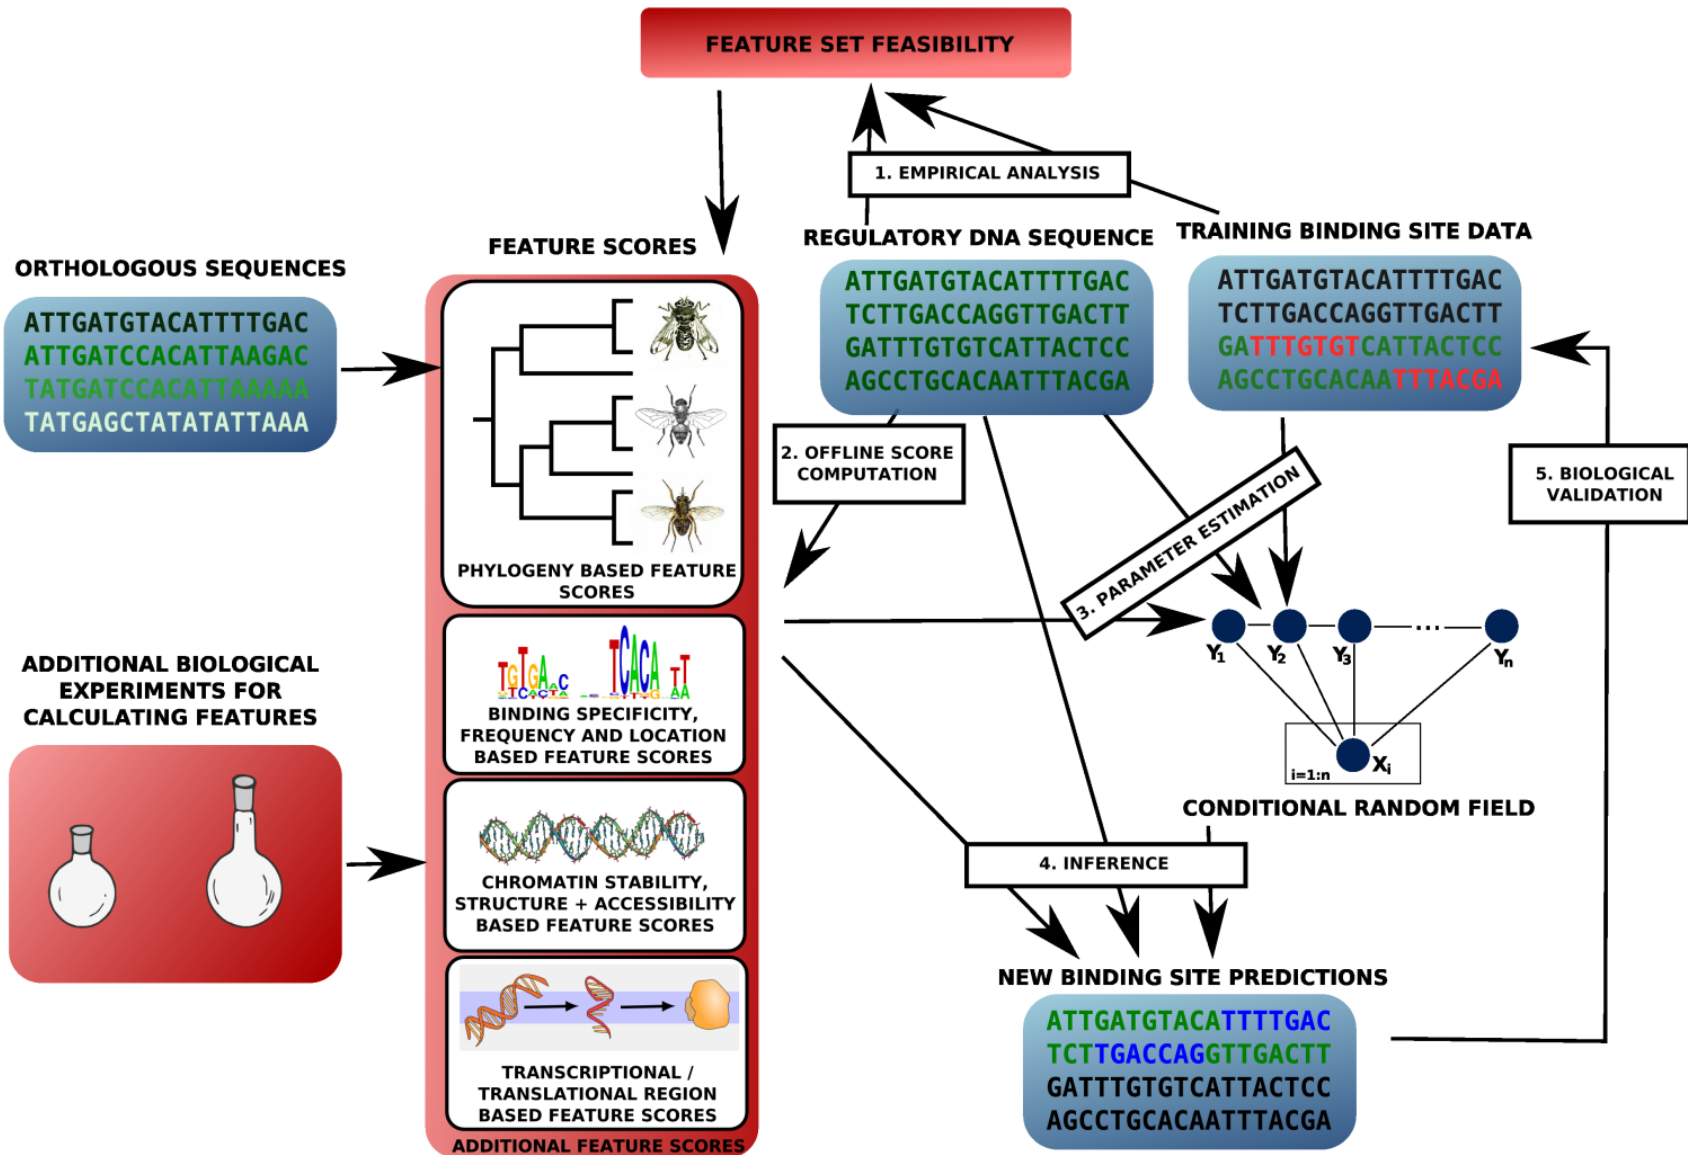 FEATURE SET FEASIBILITY
1. EMPIRICAL ANALYSIS
FEATURE SCORES
REGULATORY DNA SEQUENCE
TRAINING BINDING SITE DATA
ORTHOLOGOUS SEQUENCES
ATTGATGTACATTTTGAC
ATTGATCCACATTAAGAC
TATGATCCACATTAAAAA
TATGAGCTATATATTAAA
ATTGATGTACATTTTGAC
TCTTGACCAGGTTGACTT
GATTTGTGTCATTACTCC
AGCCTGCACAATTTACGA
ATTGATGTACATTTTGAC
TCTTGACCAGGTTGACTT
GATTTGTGTCATTACTCC
AGCCTGCACAATTTACGA
2. OFFLINE SCORE
COMPUTATION
3. PARAMETER ESTIMATION
5. BIOLOGICAL
VALIDATION
PHYLOGENY BASED FEATURE
SCORES
ADDITIONAL BIOLOGICAL
EXPERIMENTS FOR
CALCULATING FEATURES
BINDING SPECIFICITY,
FREQUENCY AND LOCATION
BASED FEATURE SCORES
CHROMATIN STABILITY,
STRUCTURE + ACCESSIBILITY
BASED FEATURE SCORES
TRANSCRIPTIONAL /
TRANSLATIONAL REGION
BASED FEATURE SCORES
ADDITIONAL FEATURE SCORES
Y1 Y2 Y3 ... Yn
Xi
i=1:n
CONDITIONAL RANDOM FIELD
4. INFERENCE
NEW BINDING SITE PREDICTIONS
ATTGATGTACATTTTGAC
TCTTGACCAGGTTGACTT
GATTTGTGTCATTACTCC
AGCCTGCACAATTTACGA